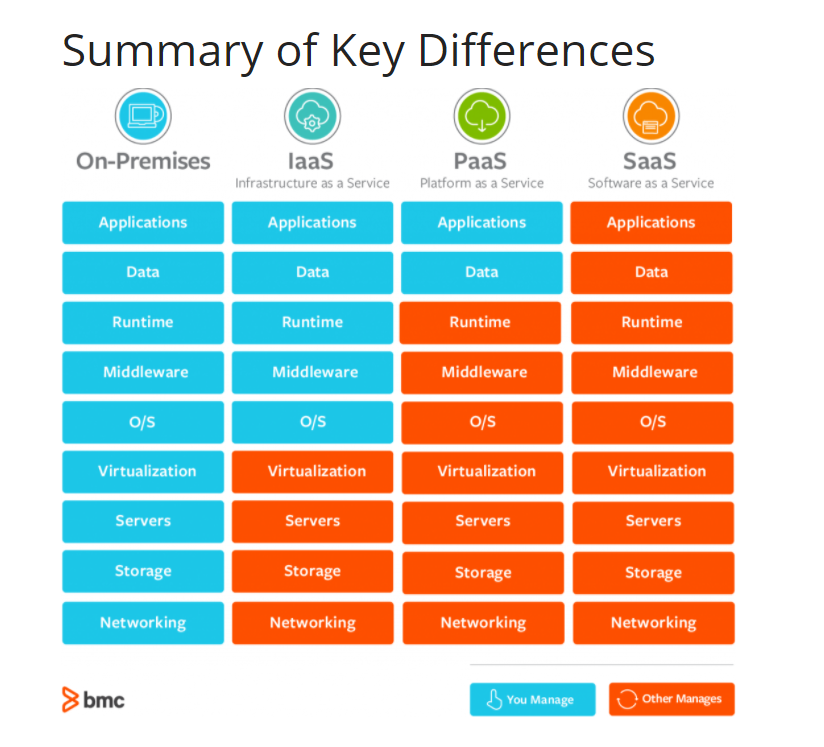 Summary of Key Differences
On-Premises IaaS PaaS SaaS
Infrastructure as a Service Platform as a Service Software as a Service
Applications Applications Applications Applications
Data Data Data Data
Runtime Runtime Runtime Runtime
Middleware Middleware Middleware Middleware
O/S O/S O/S O/S
Virtualization Virtualization Virtualization Virtualization
Servers Servers Servers Servers
Storage Storage Storage Storage
Networking Networking Networking Networking
bmc You Manage Other Manages